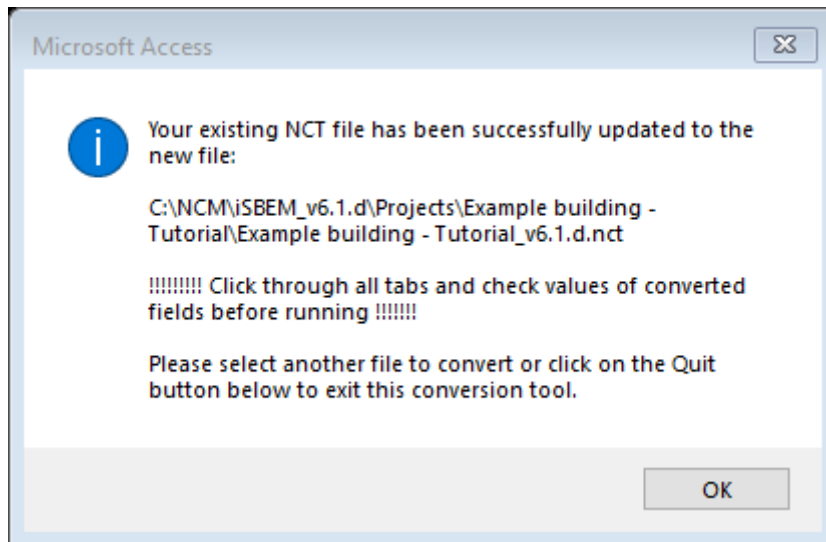 Microsoft Access
Your existing NCT file has been successfully updated to the
new file:
C:\NCM\iSBEM_v6.1.d\Projects\Example building -
Tutorial\Example building - Tutorial_v6.1.d.nct
!!!!!!!!! Click through all tabs and check values of converted
fields before running !!!!!!!
Please select another file to convert or click on the Quit
button below to exit this conversion tool.
OK